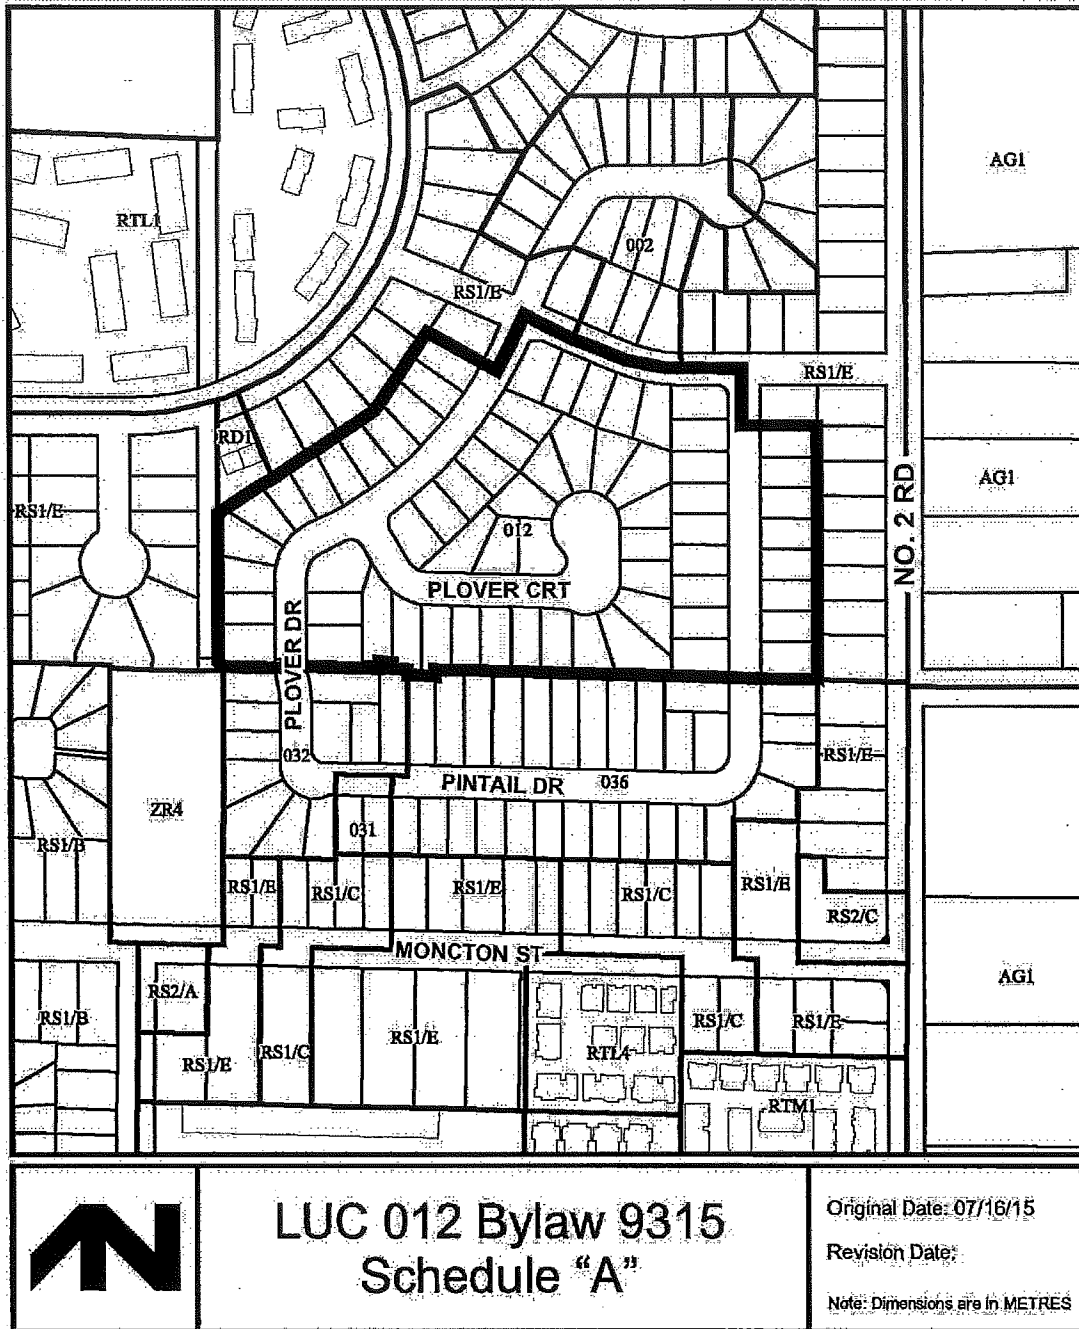 AG1
RTL1
002
RS1/E
RS1/E
RD1
AG1
RS1/E
012
NO. 2 RD
PLOVER CRT
PLOVER DR
032
RS1/E
PINTAIL DR
036
ZR4
031
RS1/B
RS1/E
RS1/C
RS1/E
RS1/C
RS1/E
RS2/C
MONCTON ST
AG1
RS2/A
RS1/B
RS1/E
RS1/C
RS1/E
RTL4
RS1/C
RS1/E
RTM1
LUC 012 Bylaw 9315
Schedule “A”
Original Date: 07/16/15
Revision Date:
Note: Dimensions are in METRES